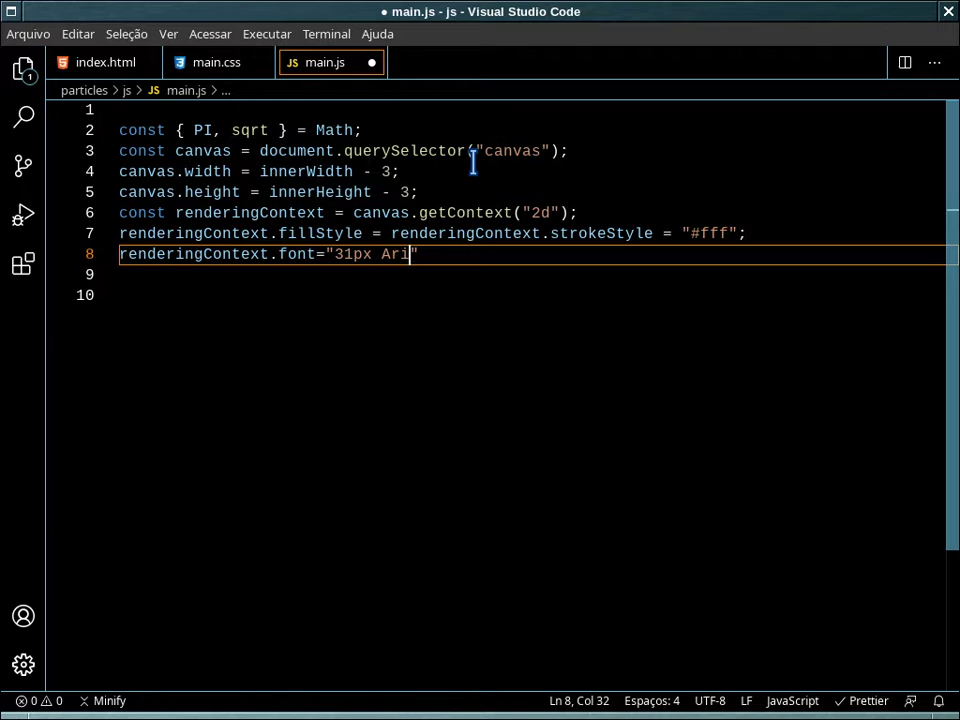 ● main.js - js - Visual Studio Code
Arquivo Editar Seleção Ver Acessar Executar Terminal Ajuda
index.html main.css JS main.js ●
particles > js > JS main.js > ...
1
2 const { PI, sqrt } = Math;
3 const canvas = document.querySelector("canvas");
4 canvas.width = innerWidth - 3;
5 canvas.height = innerHeight - 3;
6 const renderingContext = canvas.getContext("2d");
7 renderingContext.fillStyle = renderingContext.strokeStyle = "#fff";
8 renderingContext.font="31px Ari"
9
10
1
0 0 Minify Ln 8, Col 32 Espaços: 4 UTF-8 LF JavaScript Prettier